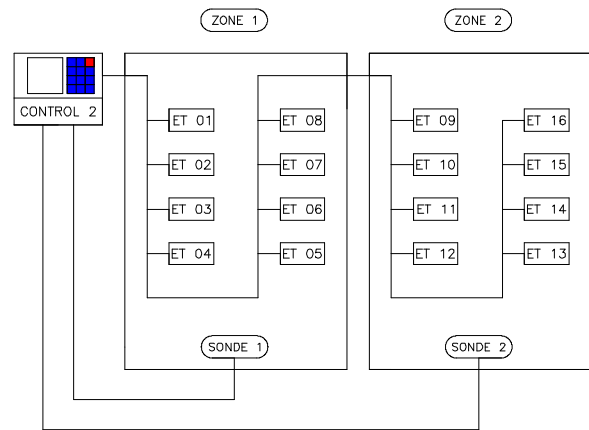 ZONE 1
ZONE 2
CONTROL 2
ET 01
ET 08
ET 09
ET 16
ET 02
ET 07
ET 10
ET 15
ET 03
ET 06
ET 11
ET 14
ET 04
ET 05
ET 12
ET 13
SONDE 1
SONDE 2